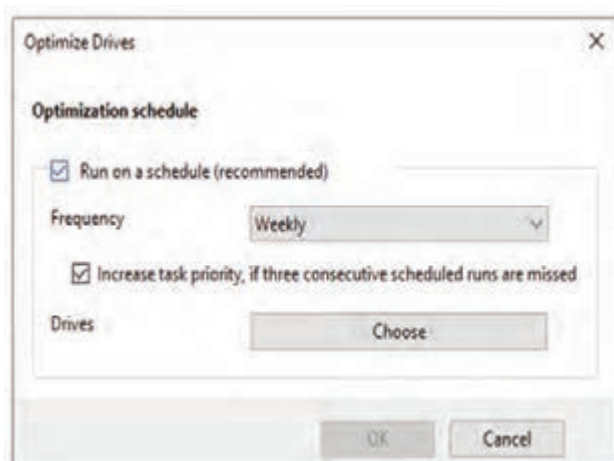 Optimize Drives
Optimization schedule
Run on a schedule (recommended)
Frequency
Weekly
Increase task priority, if three consecutive scheduled runs are missed
Drives
Choose
OK
Cancel